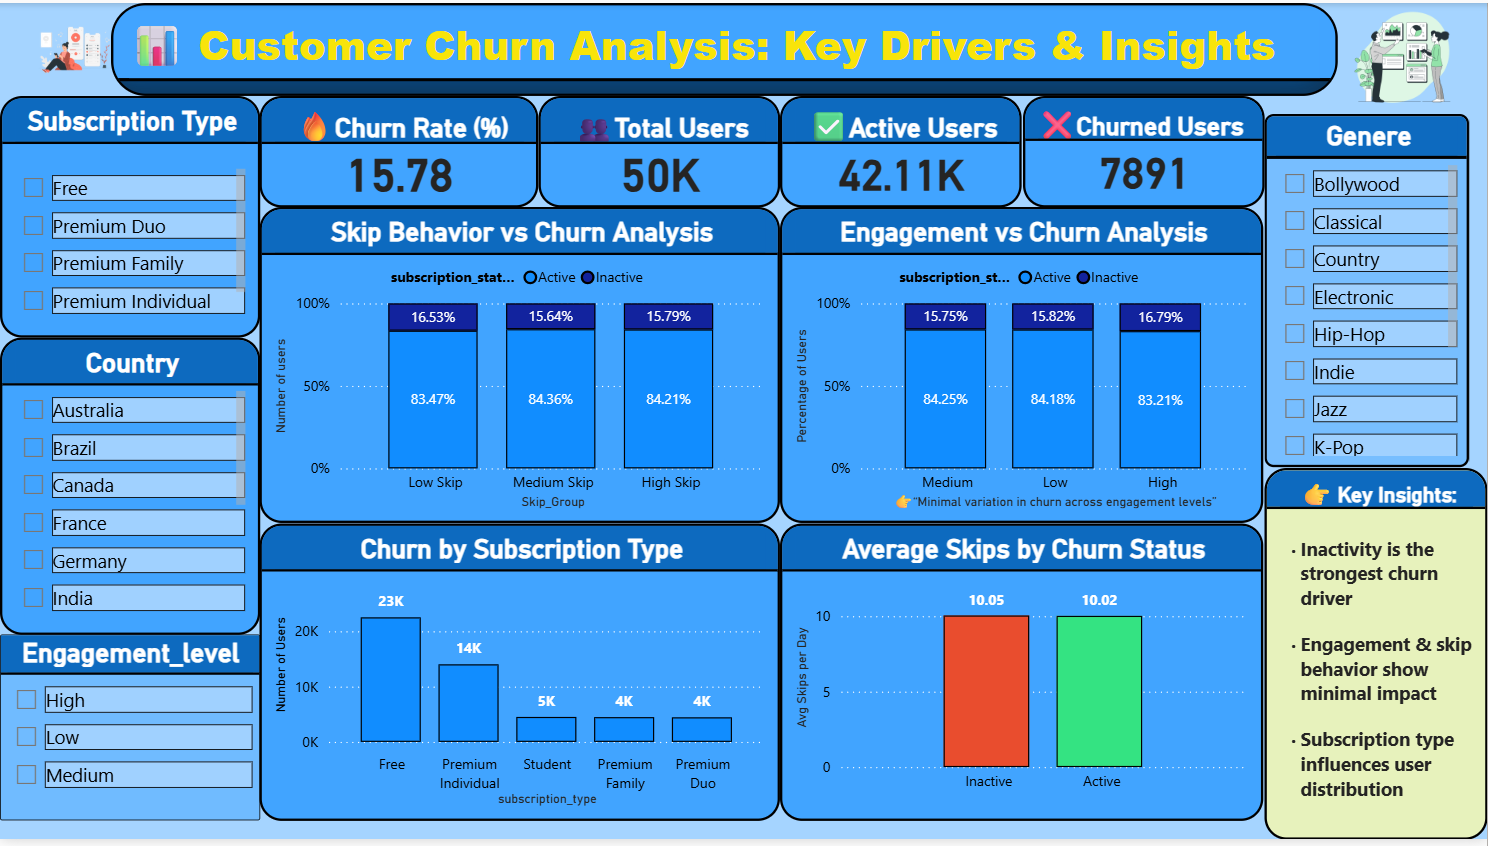 Customer Churn Analysis: Key Drivers & Insights
Subscription Type
Free
Premium Duo
Premium Family
Premium Individual
Country
Australia
Brazil
Canada
France
Germany
India
Engagement_level
High
Low
Medium
🔥 Churn Rate (%)
15.78
👥 Total Users
50K
✅ Active Users
42.11K
❌ Churned Users
7891
Skip Behavior vs Churn Analysis
subscription_stat... Active Inactive
Number of users
100%
50%
0%
16.53% 15.64% 15.79%
83.47% 84.36% 84.21%
Low Skip Medium Skip High Skip
Skip_Group
Engagement vs Churn Analysis
subscription_st... Active Inactive
Percentage of Users
100%
50%
0%
15.75% 15.82% 16.79%
84.25% 84.18% 83.21%
Medium Low High
👉"Minimal variation in churn across engagement levels"
Churn by Subscription Type
Number of Users
20K
10K
0K
23K
14K
5K
4K
4K
Free
Premium Individual
Student
Premium Family
Premium Duo
subscription_type
Average Skips by Churn Status
Avg Skips per Day
10
5
0
10.05 10.02
Inactive Active
Genere
Bollywood
Classical
Country
Electronic
Hip-Hop
Indie
Jazz
K-Pop
👉 Key Insights:
· Inactivity is the
strongest churn
driver
· Engagement & skip
behavior show
minimal impact
· Subscription type
influences user
distribution